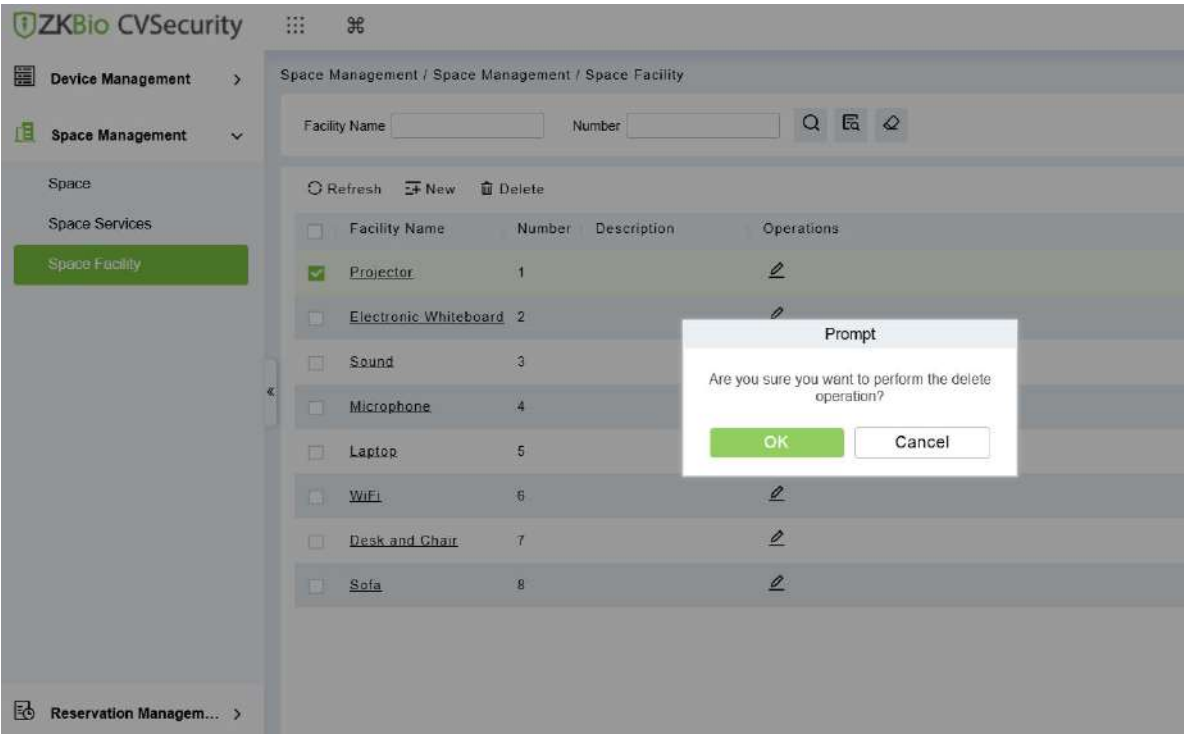 ZKBio CVSecurity
Device Management
Space Management / Space Management / Space Facility
Space Management
Facility Name
Number
Space
Space Services
Space Facility
Refresh New Delete
Facility Name Number Description Operations
Projector 1
Electronic Whiteboard 2
Sound 3
Microphone 4
Laptop 5
WiFi 6
Desk and Chair 7
Sofa 8
Prompt
Are you sure you want to perform the delete
operation?
OK Cancel
Reservation Managem...